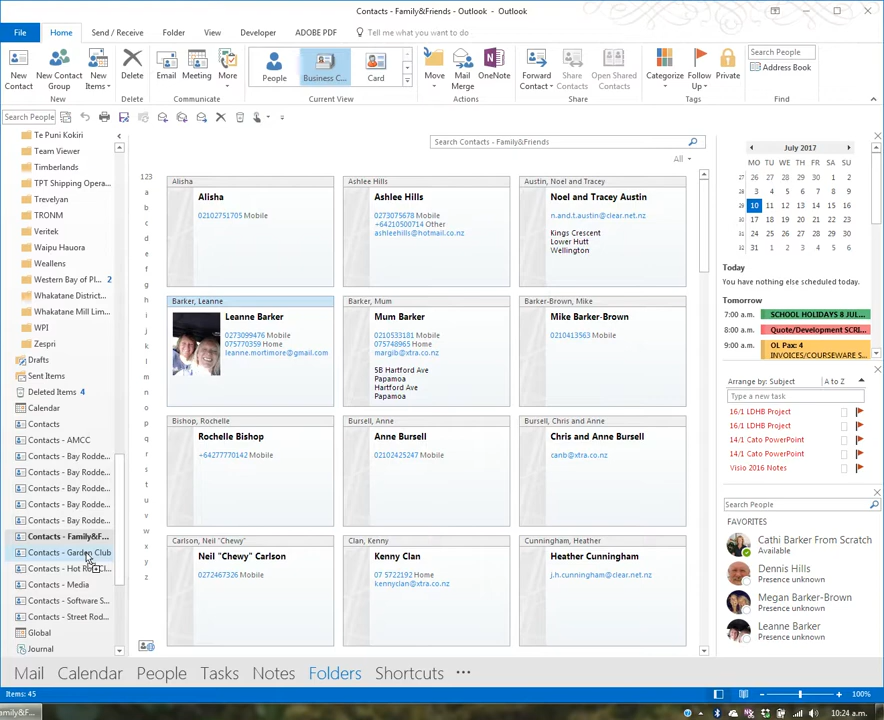 Contacts - Family&Friends - Outlook - Outlook
File
Home
Send / Receive
Folder
View
Developer
ADOBE PDF
Tell me what you want to do
New Contact
New Contact Group
New Items
New
Delete
Delete
Email
Meeting
More
Communicate
People
Business C...
Card
Current View
Move
Mail Merge
OneNote
Actions
Forward Contact
Share Contacts
Open Shared Contacts
Share
Categorize
Follow Up
Private
Tags
Search People
Address Book
Find
Search People
Te Puni Kokiri
Team Viewer
Timberlands
TPT Shipping Opera...
Trevelyan
TRONM
Veritek
Waipu Hauora
Weallens
Western Bay of Pl... 2
Whakatane District...
Whakatane Mill Lim...
WPI
Zespri
Drafts
Sent Items
Deleted Items 4
Calendar
Contacts
Contacts - AMCC
Contacts - Bay Rodde...
Contacts - Bay Rodde...
Contacts - Bay Rodde...
Contacts - Bay Rodde...
Contacts - Bay Rodde...
Contacts - Family&F...
Contacts - Garden Club
Contacts - Hot Ro
Contacts - Media
Contacts - Software S...
Contacts - Street Rod...
Global
Journal
Search Contacts - Family&Friends
All
123
a
b
c
d
e
f
g
h
i
j
k
l
m
n
o
p
q
r
s
t
u
v
w
x
y
z
Alisha
Alisha
02102751705 Mobile
Ashlee Hills
Ashlee Hills
0273075678 Mobile
+64210500714 Other
ashleehills@hotmail.co.nz
Austin, Noel and Tracey
Noel and Tracey Austin
n.and.t.austin@clear.net.nz
Kings Crescent
Lower Hutt
Wellington
Barker, Leanne
Leanne Barker
0273099476 Mobile
075770359 Home
leanne.mortimore@gmail.com
Barker, Mum
Mum Barker
0210533181 Mobile
075748965 Home
margib@xtra.co.nz
5B Hartford Ave
Papamoa
Hartford Ave
Papamoa
Barker-Brown, Mike
Mike Barker-Brown
0210413563 Mobile
Bishop, Rochelle
Rochelle Bishop
+64277770142 Mobile
Bursell, Anne
Anne Bursell
02102425247 Mobile
Bursell, Chris and Anne
Chris and Anne Bursell
canb@xtra.co.nz
Carlson, Neil "Chewy"
Neil "Chewy" Carlson
0272467326 Mobile
Clan, Kenny
Kenny Clan
07 5722192 Home
kennyclan@xtra.co.nz
Cunningham, Heather
Heather Cunningham
j.h.cunningham@clear.net.nz
July 2017
MO TU WE TH FR SA SU
26 26 27 28 29 30 1 2
27 3 4 5 6 7 8 9
28 10 11 12 13 14 15 16
29 17 18 19 20 21 22 23
30 24 25 26 27 28 29 30
31
Today
You have nothing else scheduled today.
Tomorrow
7:00 a.m. SCHOOL HOLIDAYS 8 JUL...
8:00 a.m. Quote/Development SCRI...
9:00 a.m. OL Pax: 4
INVOICES/COURSEWARE S...
Arrange by: Subject A to Z
Type a new task
16/1 LDHB Project
16/1 LDHB Project
14/1 Cato PowerPoint
14/1 Cato PowerPoint
Visio 2016 Notes
Search People
FAVORITES
Cathi Barker From Scratch
Available
Dennis Hills
Presence unknown
Megan Barker-Brown
Presence unknown
Leanne Barker
Presence unknown
Mail Calendar People Tasks Notes Folders Shortcuts •••
Items: 45
100%
amily&F...
10:24 a.m.